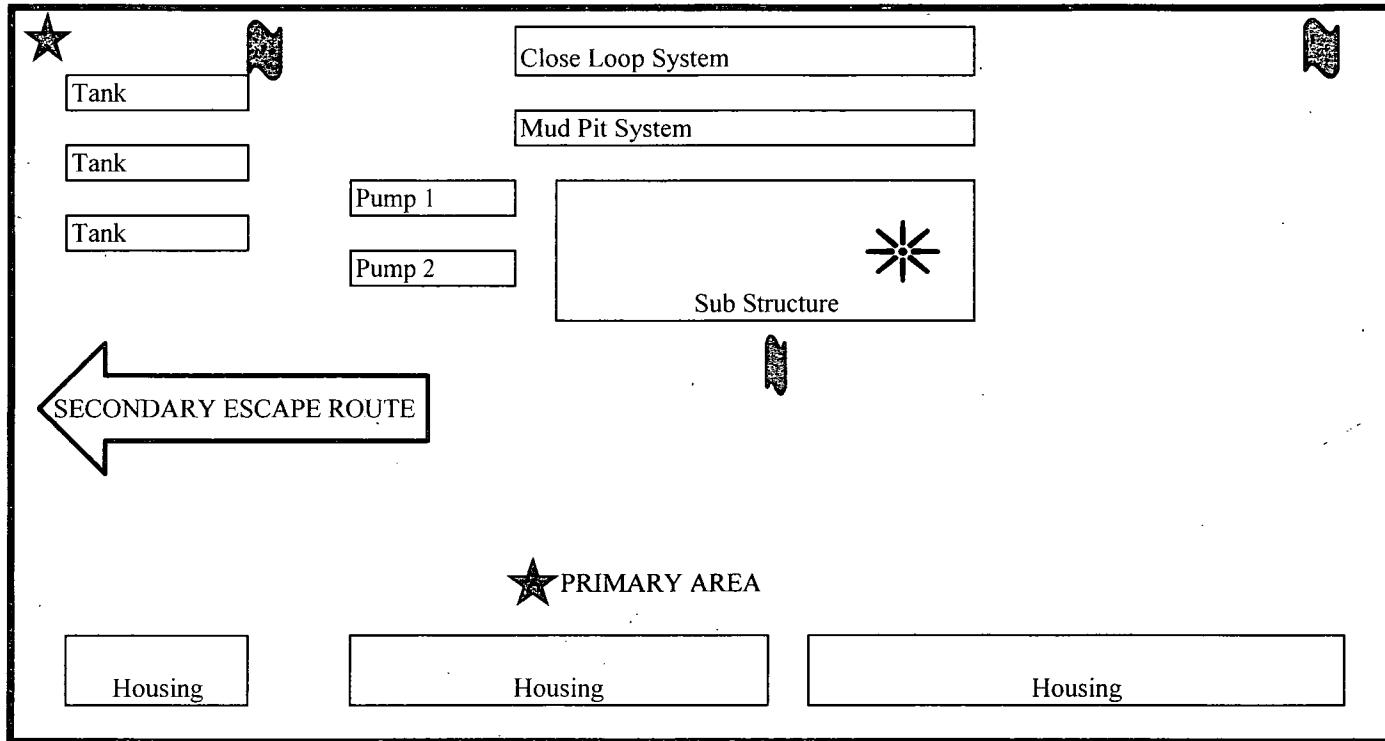 Close Loop System
Tank
Mud Pit System
Tank
Pump 1
Tank
Pump 2
Sub Structure
SECONDARY ESCAPE ROUTE
PRIMARY AREA
Housing
Housing
Housing